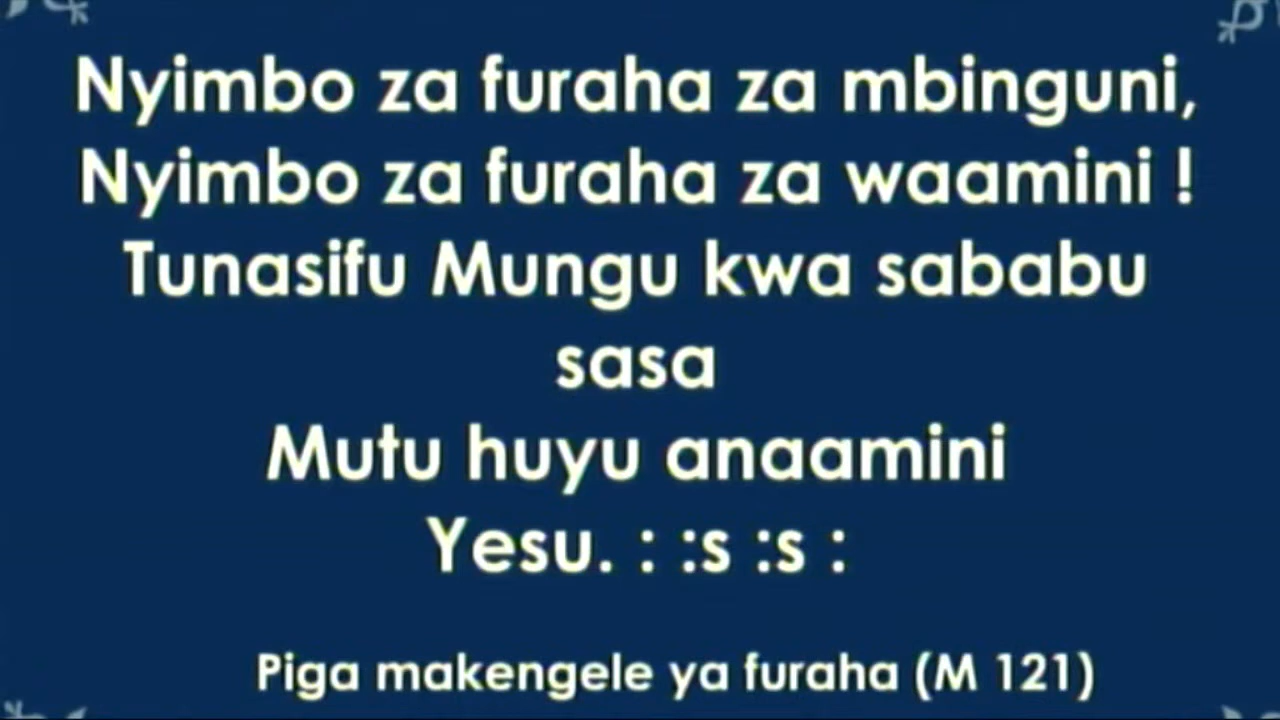 Nyimbo za furaha za mbinguni,
Nyimbo za furaha za waamini !
Tunasifu Mungu kwa sababu
sasa
Mutu huyu anaamini
Yesu. : :s :s :
Piga makengele ya furaha (M 121)